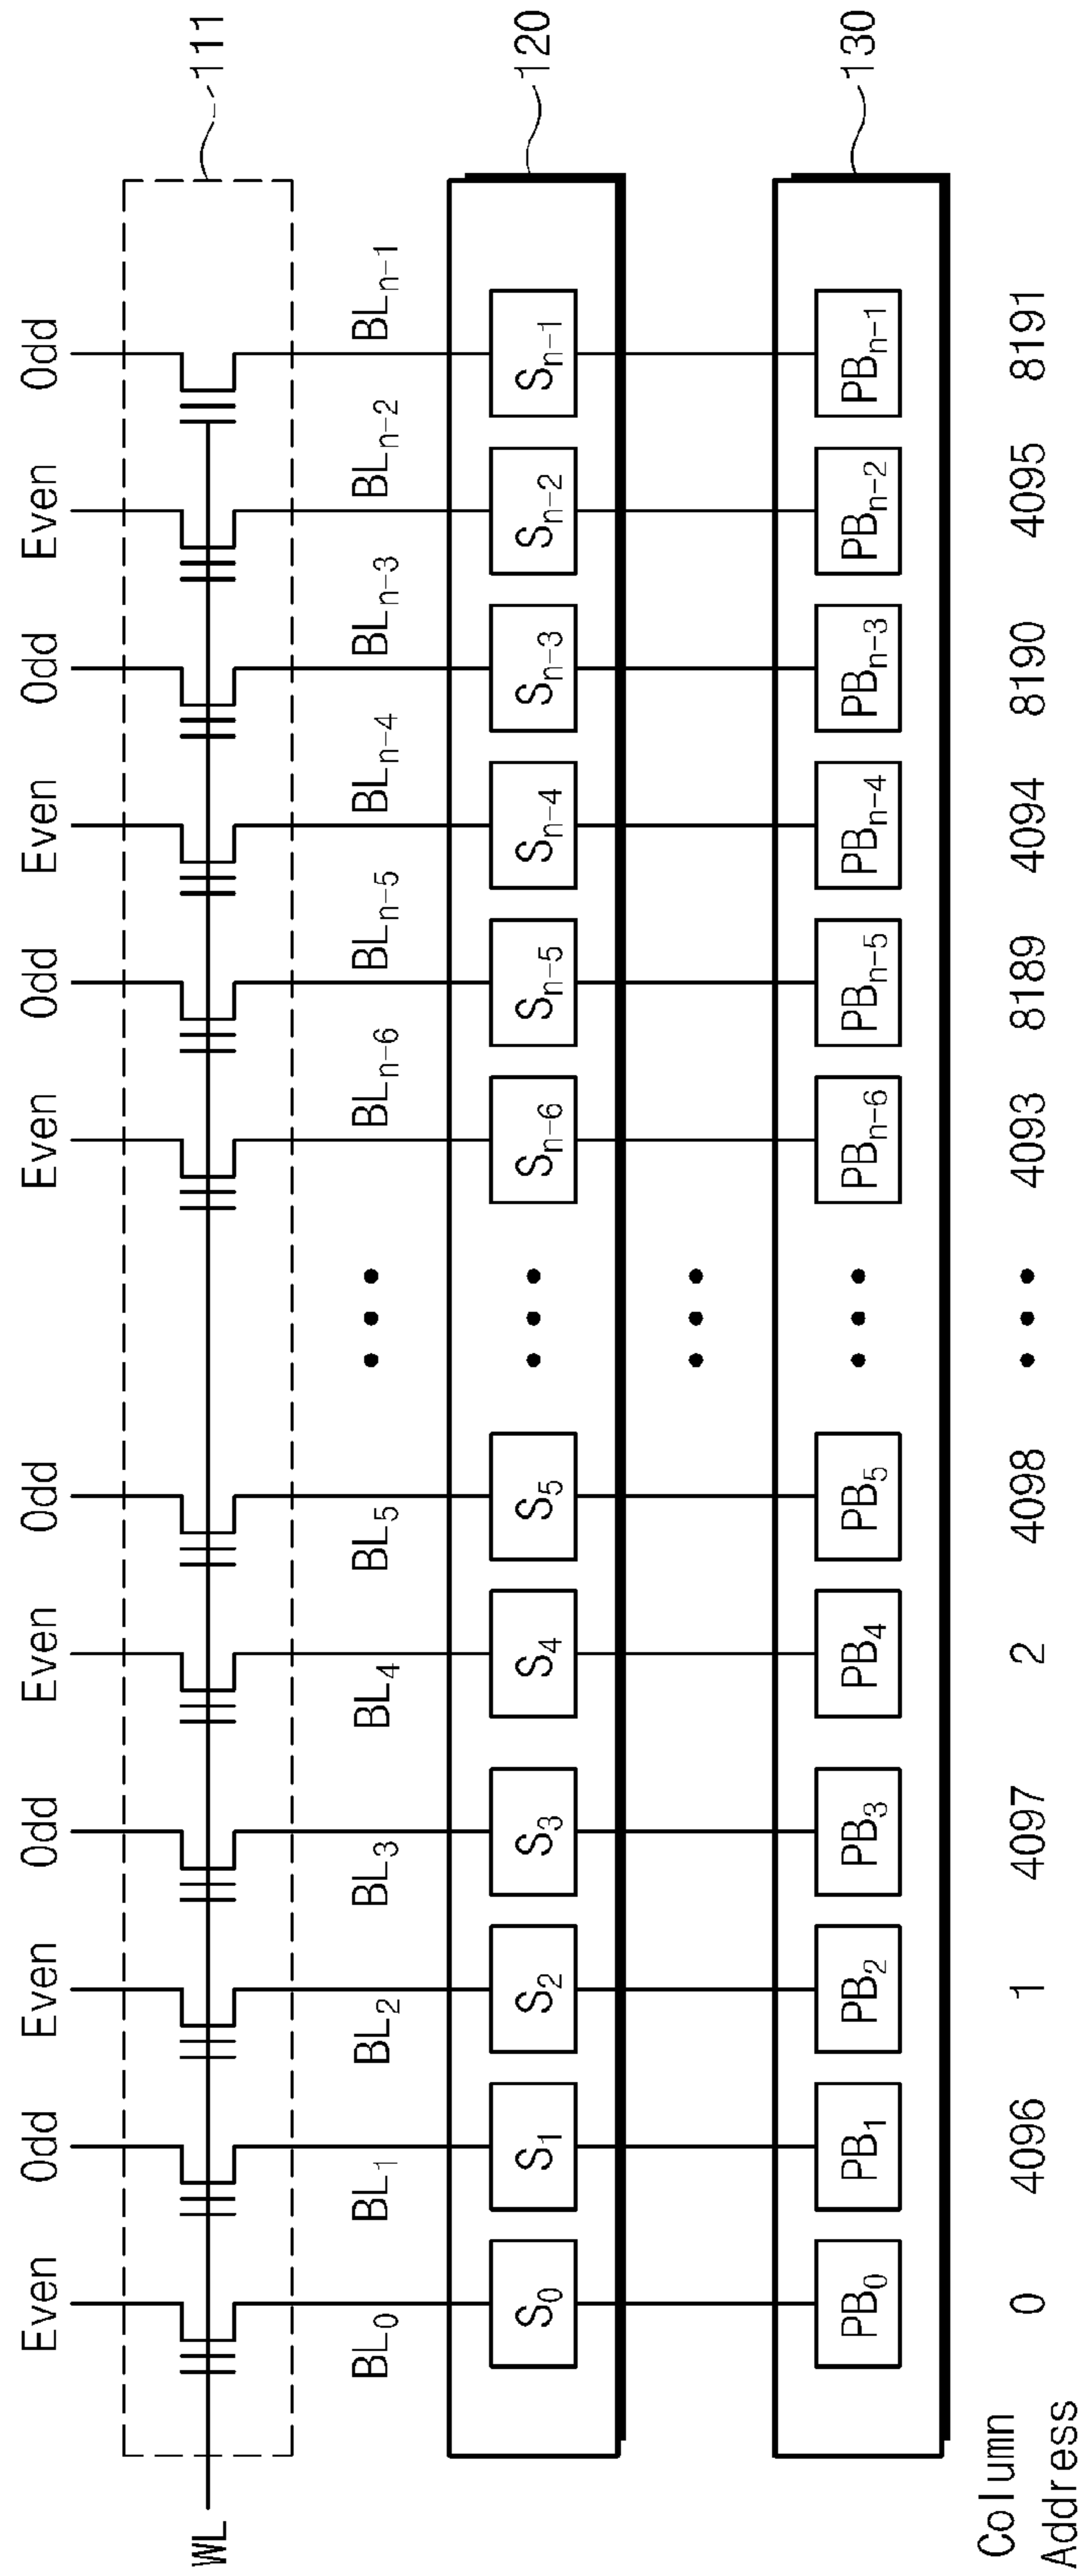 Even Odd Even Odd Even Odd Even Odd Even Odd Even Odd
WL
111
BL0 BL1 BL2 BL3 BL4 BL5 BLn-6 BLn-5 BLn-4 BLn-3 BLn-2 BLn-1
S0 S1 S2 S3 S4 S5 Sn-6 Sn-5 Sn-4 Sn-3 Sn-2 Sn-1
120
PB0 PB1 PB2 PB3 PB4 PB5 PBn-6 PBn-5 PBn-4 PBn-3 PBn-2 PBn-1
130
Column
Address
0 4096 1 4097 2 4098 4093 8189 4094 8190 4095 8191